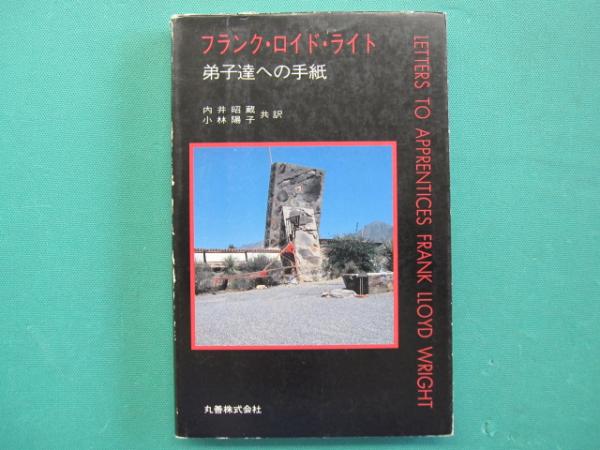 フランク・ロイド・ライト
弟子達への手紙
内井昭蔵
小林陽子 共訳
LETTERS TO APPRENTICES FRANK LLOYD WRIGHT
丸善株式会社